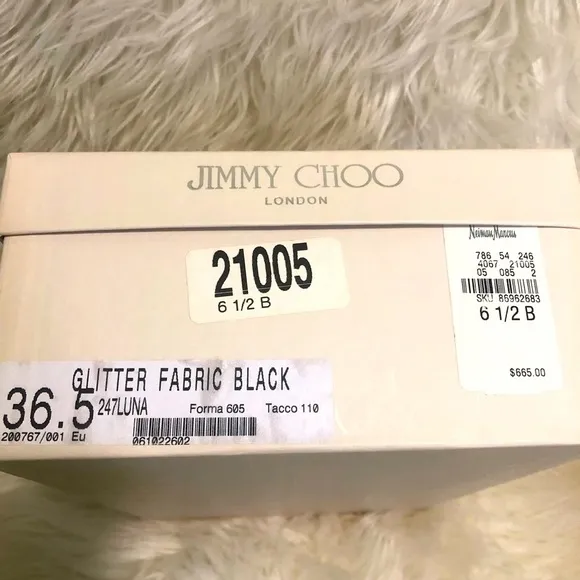 JIMMY CHOO
LONDON
21005
6 1/2 B
Neiman Marcus
786 54 246
4067 21005
05 085 2
SKU 86962683
6 1/2 B
$665.00
GLITTER FABRIC BLACK
36.5 247LUNA Forma 605 Tacco 110
200767/001 Eu
061022602